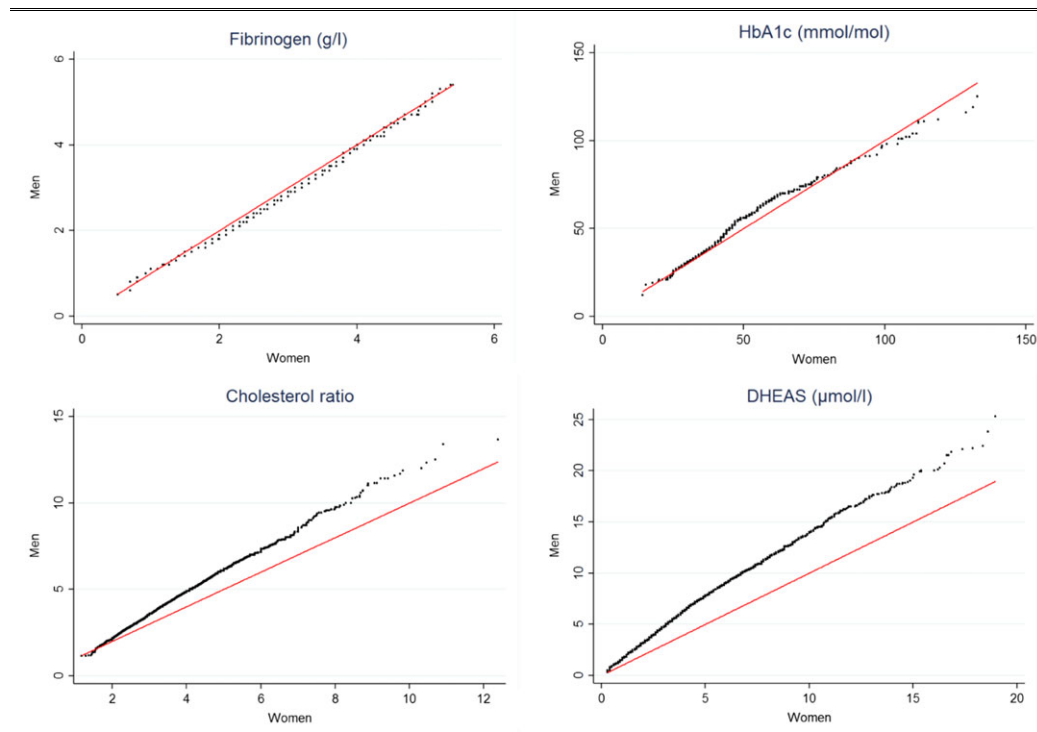 Fibrinogen (g/l)
6
4
2
0
Men
0 2 4 6
Women
HbA1c (mmol/mol)
150
100
50
0
Men
0 50 100 150
Women
Cholesterol ratio
15
10
5
0
Men
2 4 6 8 10 12
Women
DHEAS (µmol/l)
25
20
15
10
5
0
Men
0 5 10 15 20
Women